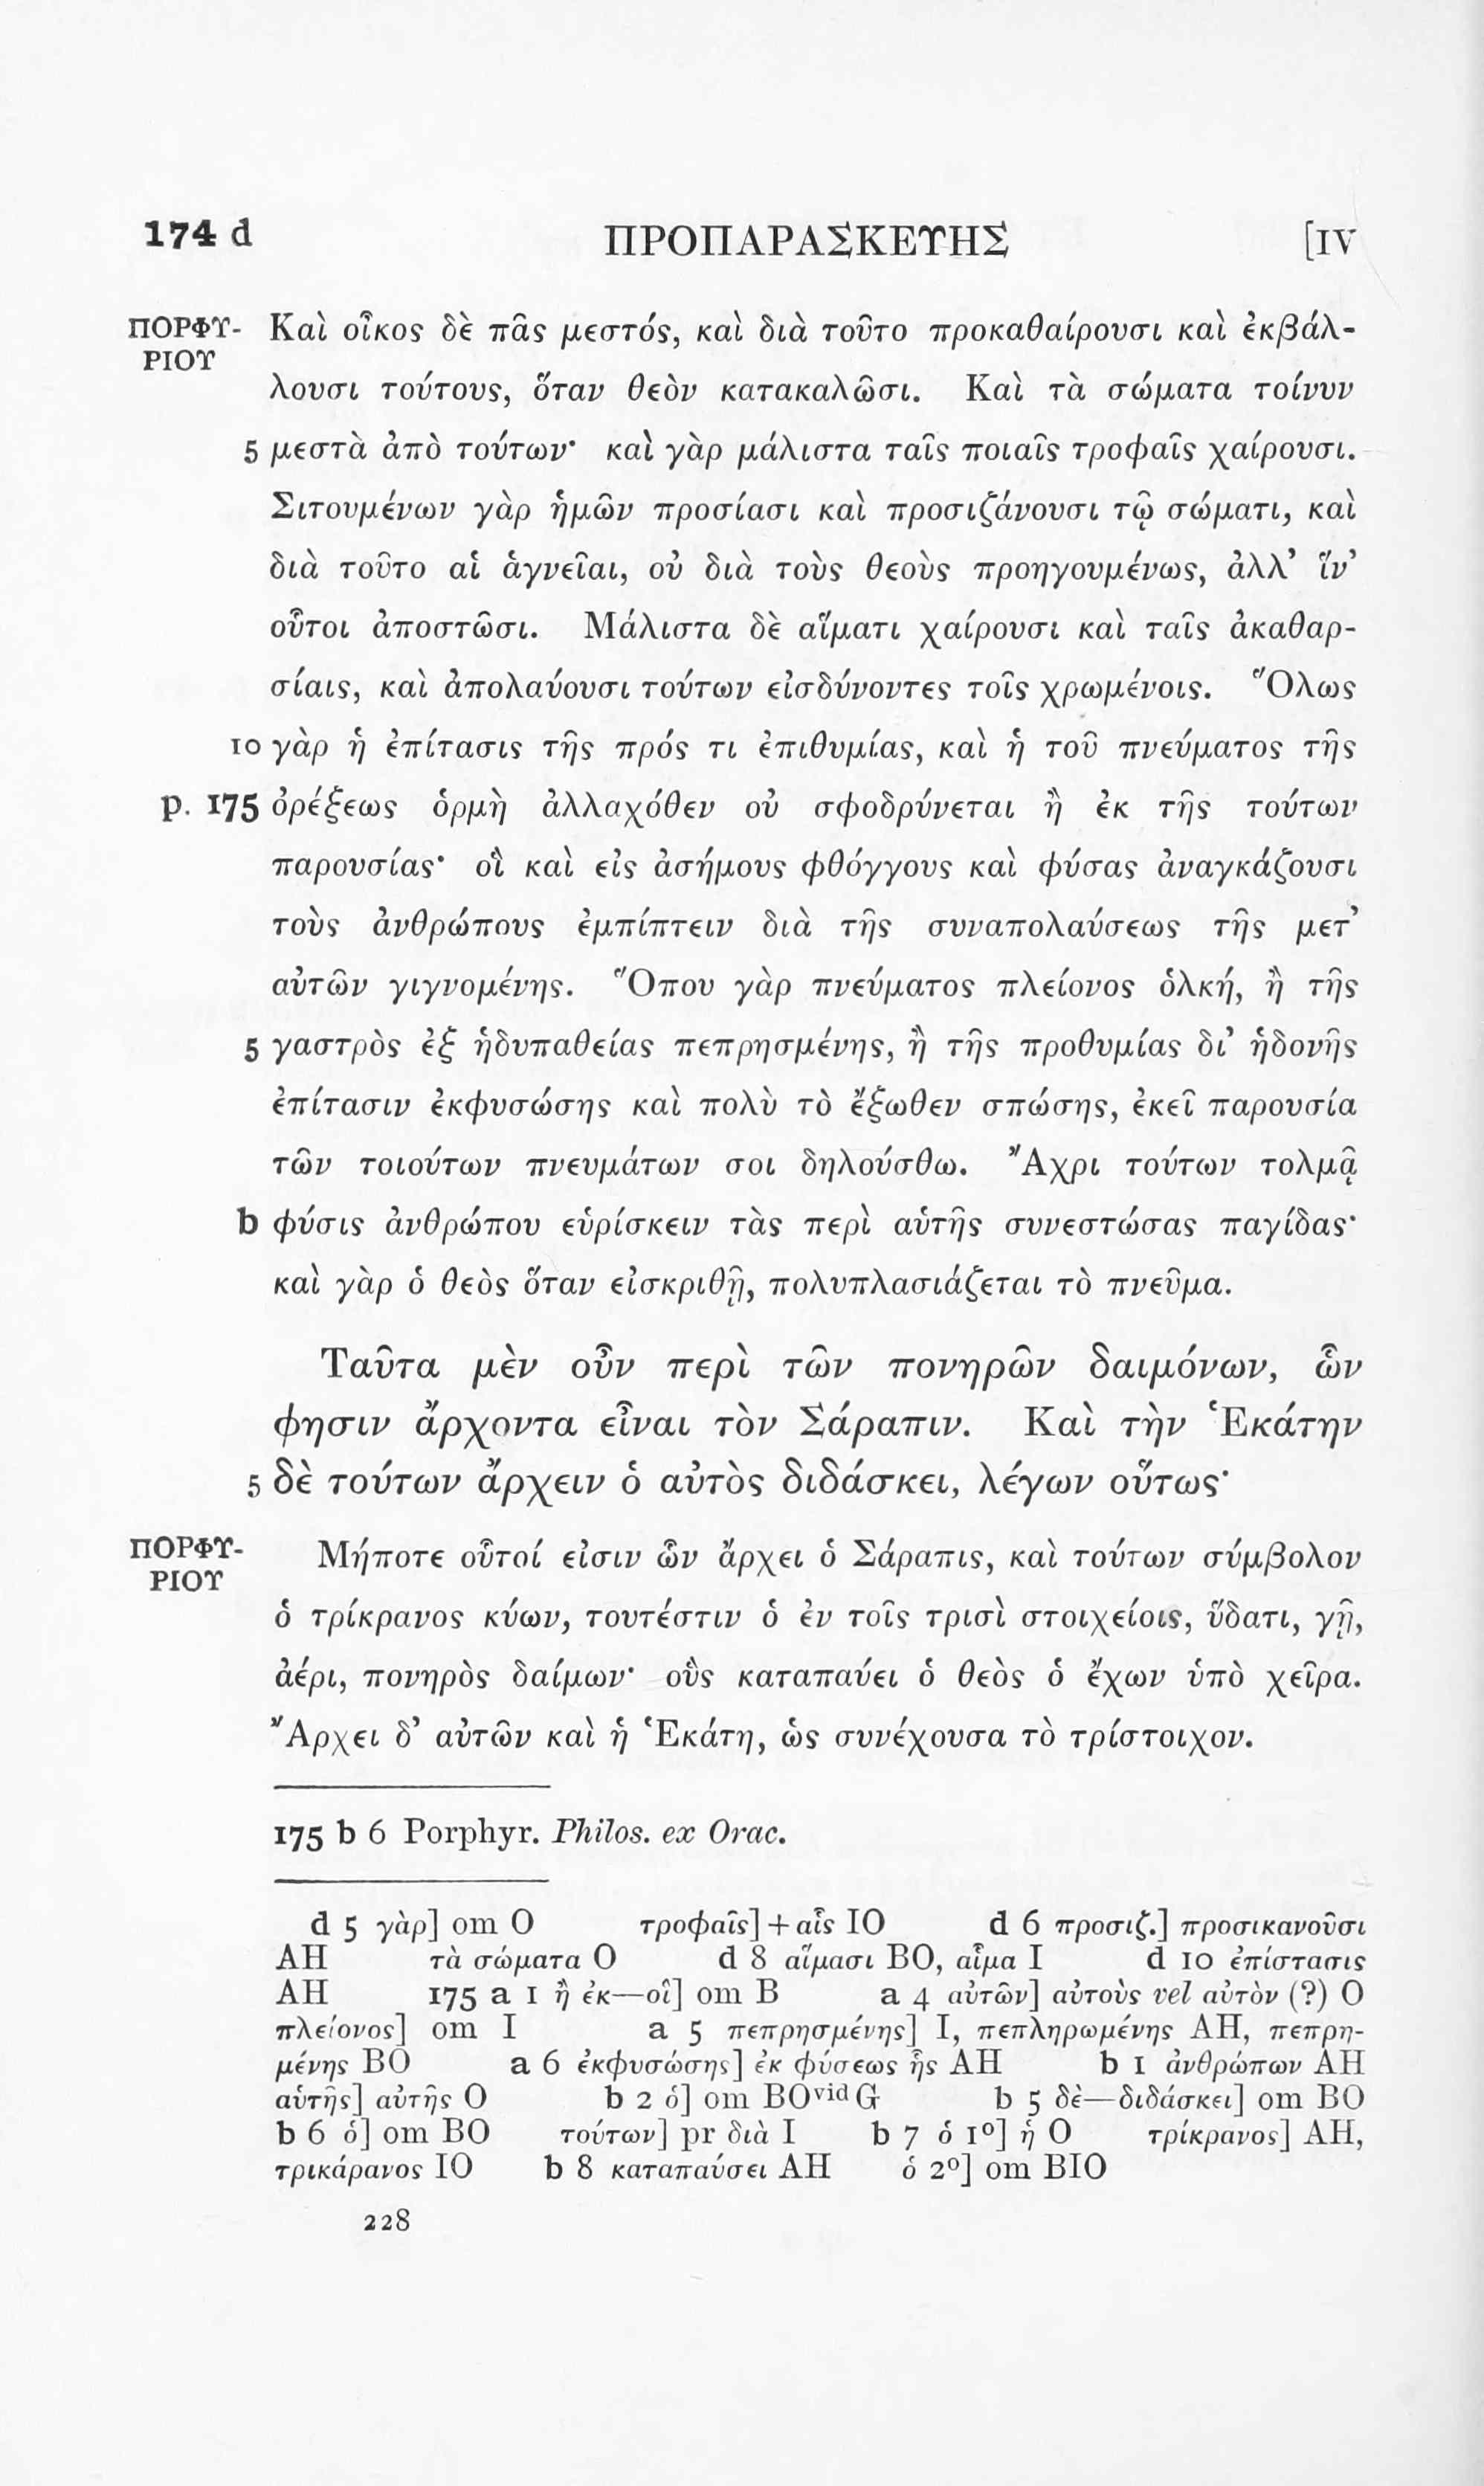 174 d ΠΡΟΠΑΡΑΣΚΕΥΗΣ [IV
ΠΟΡΦΥ- Καὶ οἶκος δὲ πᾶς μεστός, καὶ διὰ τοῦτο προκαθαίρουσι καὶ ἐκβάλ-
ΡΙΟΥ
λουσι τούτους, ὅταν θεὸν κατακαλῶσι. Καὶ τὰ σώματα τοίνυν
5 μεστὰ ἀπὸ τούτων· καὶ γὰρ μάλιστα ταῖς ποιαῖς τροφαῖς χαίρουσι.
Σιτουμένων γὰρ ἡμῶν προσίασι καὶ προσιζάνουσι τῷ σώματι, καὶ
διὰ τοῦτο αἱ ἁγνεῖαι, οὐ διὰ τοὺς θεοὺς προηγουμένως, ἀλλ’ ἵν’
οὗτοι ἀποστῶσι. Μάλιστα δὲ αἵματι χαίρουσι καὶ ταῖς ἀκαθαρ-
σίαις, καὶ ἀπολαύουσι τούτων εἰσδύνοντες τοῖς χρωμένοις. Ὅλως
10 γὰρ ἡ ἐπίτασις τῆς πρός τι ἐπιθυμίας, καὶ ἡ τοῦ πνεύματος τῆς
p. 175 ὀρέξεως ὁρμὴ ἀλλαχόθεν οὐ σφοδρύνεται ἢ ἐκ τῆς τούτων
παρουσίας· οἳ καὶ εἰς ἀσήμους φθόγγους καὶ φύσας ἀναγκάζουσι
τοὺς ἀνθρώπους ἐμπίπτειν διὰ τῆς συναπολαύσεως τῆς μετ’
αὐτῶν γιγνομένης. Ὅπου γὰρ πνεύματος πλείονος ὁλκή, ἢ τῆς
5 γαστρὸς ἐξ ἡδυπαθείας πεπρησμένης, ἢ τῆς προθυμίας δι’ ἡδονῆς
ἐπίτασιν ἐκφυσώσης καὶ πολὺ τὸ ἔξωθεν σπώσης, ἐκεῖ παρουσία
τῶν τοιούτων πνευμάτων σοι δηλούσθω. Ἄχρι τούτων τολμᾷ
b φύσις ἀνθρώπου εὑρίσκειν τὰς περὶ αὑτῆς συνεστώσας παγίδας·
καὶ γὰρ ὁ θεὸς ὅταν εἰσκριθῇ, πολυπλασιάζεται τὸ πνεῦμα.
Ταῦτα μὲν οὖν περὶ τῶν πονηρῶν δαιμόνων, ὧν
φησιν ἄρχοντα εἶναι τὸν Σάραπιν. Καὶ τὴν Ἑκάτην
5 δὲ τούτων ἄρχειν ὁ αὐτὸς διδάσκει, λέγων οὕτως·
ΠΟΡΦΥ- Μήποτε οὗτοί εἰσιν ὧν ἄρχει ὁ Σάραπις, καὶ τούτων σύμβολον
ΡΙΟΥ
ὁ τρίκρανος κύων, τουτέστιν ὁ ἐν τοῖς τρισὶ στοιχείοις, ὕδατι, γῇ,
ἀέρι, πονηρὸς δαίμων· οὓς καταπαύει ὁ θεὸς ὁ ἔχων ὑπὸ χεῖρα.
Ἄρχει δ’ αὐτῶν καὶ ἡ Ἑκάτη, ὡς συνέχουσα τὸ τρίστοιχον.
175 b 6 Porphyr. Philos. ex Orac.
d 5 γὰρ] om O τροφαῖς] + αἷς IO d 6 προσιζ.] προσικανοῦσι
AH τὰ σώματα O d 8 αἵμασι BO, αἷμα I d 10 ἐπίστασις
AH 175 a 1 ἢ ἐκ—οἳ] om B a 4 αὐτῶν] αὐτοὺς vel αὐτὸν (?) O
πλείονος] om I a 5 πεπρησμένης] I, πεπληρωμένης AH, πεπρη-
μένης BO a 6 ἐκφυσώσης] ἐκ φύσεως ἧς AH b 1 ἀνθρώπων AH
αὑτῆς] αὐτῆς O b 2 ὁ] om BOvid G b 5 δὲ—διδάσκει] om BO
b 6 ὁ] om BO τούτων] pr διὰ I b 7 ὁ 1°] ἡ O τρίκρανος] AH,
τρικάρανος IO b 8 καταπαύσει AH ὁ 2°] om BIO
228